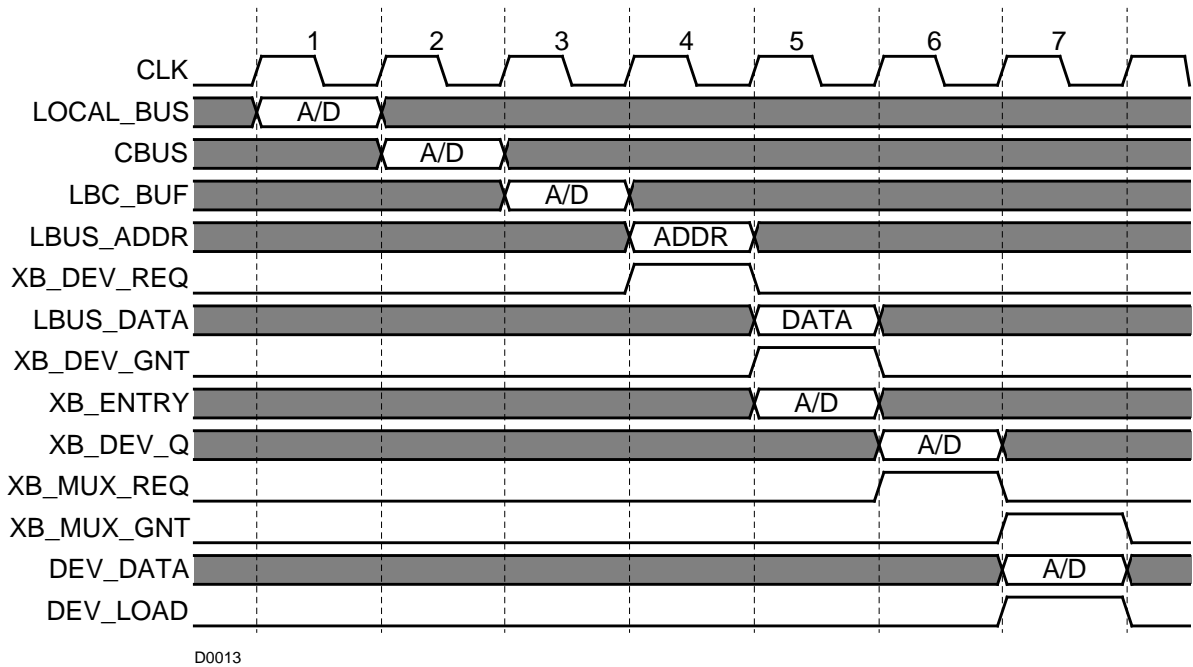 1 2 3 4 5 6 7
CLK
LOCAL_BUS A/D
CBUS A/D
LBC_BUF A/D
LBUS_ADDR ADDR
XB_DEV_REQ
LBUS_DATA DATA
XB_DEV_GNT
XB_ENTRY A/D
XB_DEV_Q A/D
XB_MUX_REQ
XB_MUX_GNT
DEV_DATA A/D
DEV_LOAD
D0013